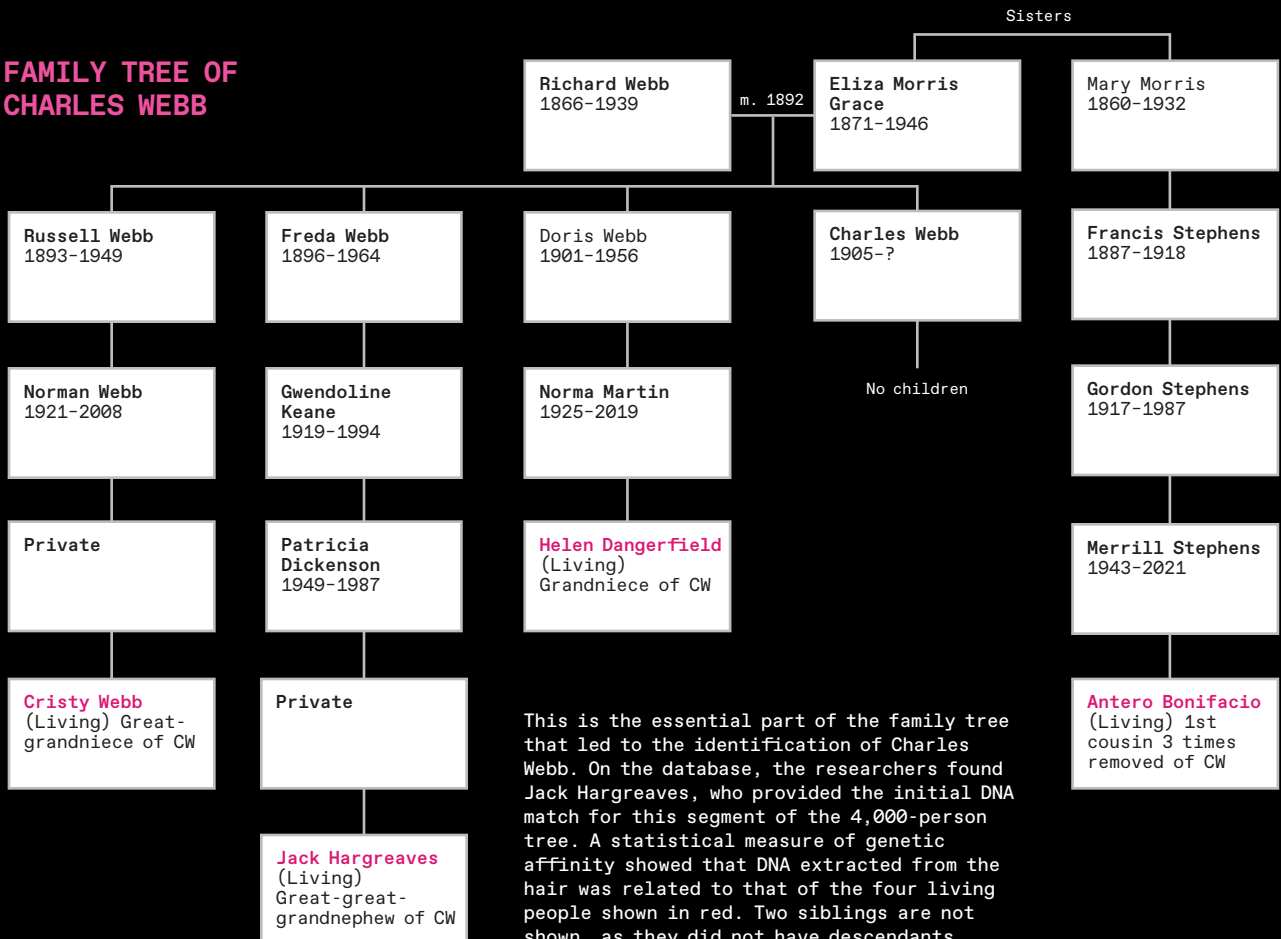 Sisters
FAMILY TREE OF
CHARLES WEBB
Richard Webb
1866-1939
m. 1892
Eliza Morris
Grace
1871-1946
Mary Morris
1860-1932
Russell Webb
1893-1949
Freda Webb
1896-1964
Doris Webb
1901-1956
Charles Webb
1905-?
Francis Stephens
1887-1918
Norman Webb
1921-2008
Gwendoline
Keane
1919-1994
Norma Martin
1925-2019
No children
Gordon Stephens
1917-1987
Private
Patricia
Dickenson
1949-1987
Helen Dangerfield
(Living)
Grandniece of CW
Merrill Stephens
1943-2021
Cristy Webb
(Living) Great-
grandniece of CW
Private
Antero Bonifacio
(Living) 1st
cousin 3 times
removed of CW
Jack Hargreaves
(Living)
Great-great-
grandnephew of CW
This is the essential part of the family tree
that led to the identification of Charles
Webb. On the database, the researchers found
Jack Hargreaves, who provided the initial DNA
match for this segment of the 4,000-person
tree. A statistical measure of genetic
affinity showed that DNA extracted from the
hair was related to that of the four living
people shown in red. Two siblings are not
shown, as they did not have descendants